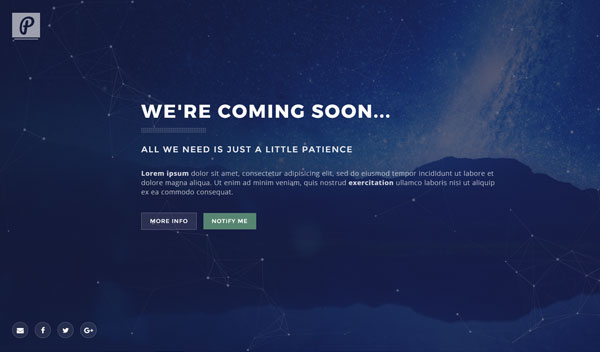 P
WE'RE COMING SOON...
ALL WE NEED IS JUST A LITTLE PATIENCE
Lorem ipsum dolor sit amet, consectetur adipisicing elit, sed do eiusmod tempor incididunt ut labore et
dolore magna aliqua. Ut enim ad minim veniam, quis nostrud exercitation ullamco laboris nisi ut aliquip
ex ea commodo consequat.
MORE INFO NOTIFY ME
f G+